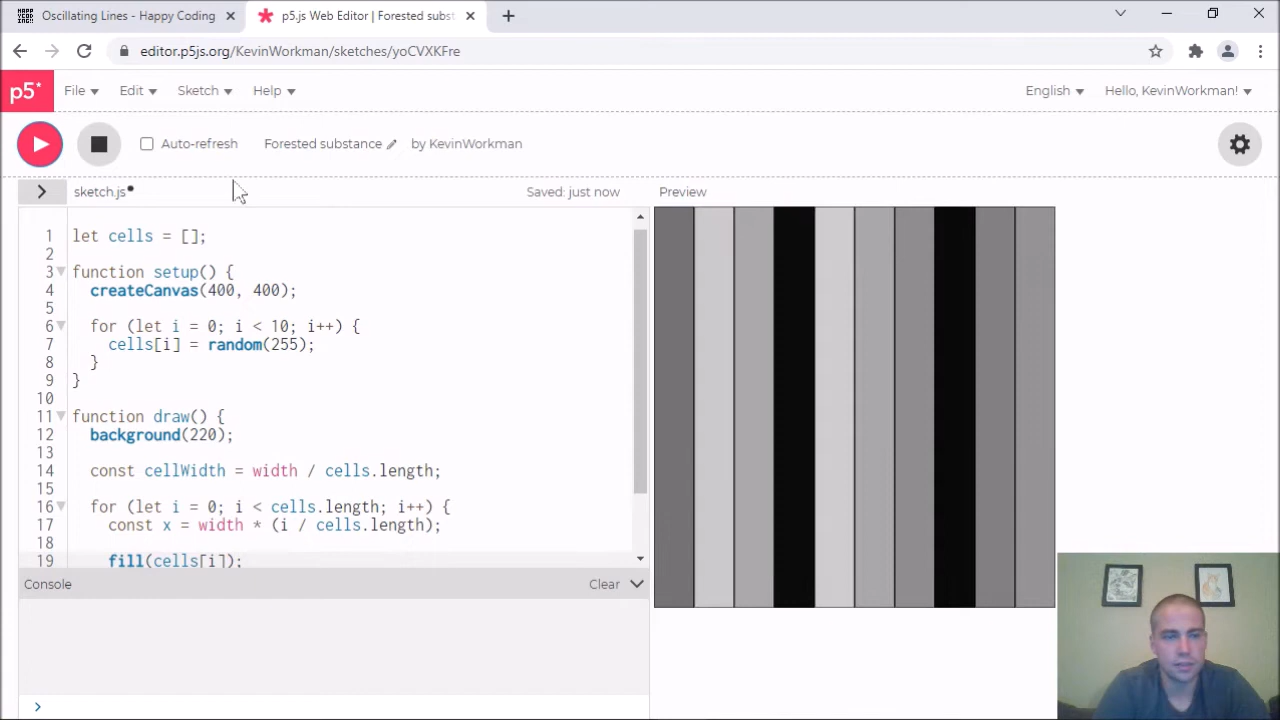 Oscillating Lines - Happy Coding
p5.js Web Editor | Forested subst
editor.p5js.org/KevinWorkman/sketches/yoCVXKFre
p5*
File Edit Sketch Help
English Hello, KevinWorkman!
Auto-refresh Forested substance by KevinWorkman
sketch.js Saved: just now Preview
1 let cells = [];
2
3 function setup() {
4 createCanvas(400, 400);
5
6 for (let i = 0; i < 10; i++) {
7 cells[i] = random(255);
8 }
9 }
10
11 function draw() {
12 background(220);
13
14 const cellWidth = width / cells.length;
15
16 for (let i = 0; i < cells.length; i++) {
17 const x = width * (i / cells.length);
18
19 fill(cells[i]);
Console Clear
>